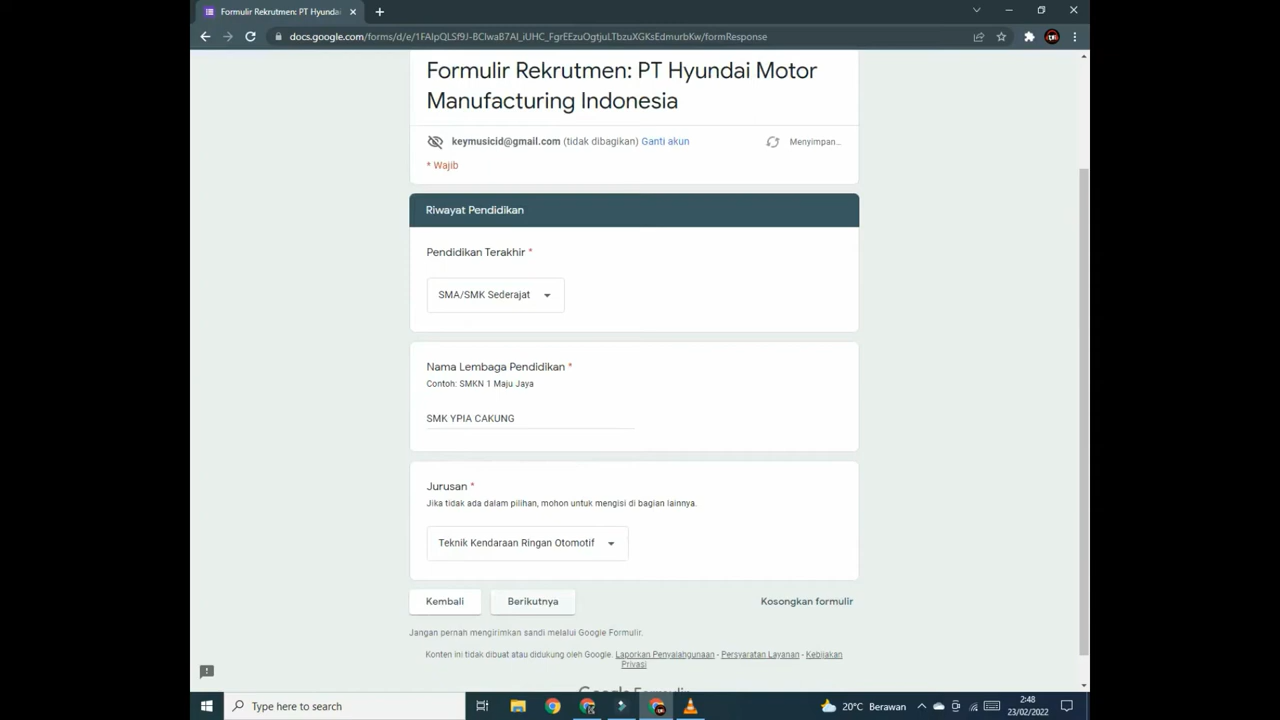 Formulir Rekrutmen: PT Hyundai
docs.google.com/forms/d/e/1FAIpQLSf9J-BClwaB7AI_iUHC_FgrEEzuOgtjuLTbzuXGKsEdmurbKw/formResponse
Formulir Rekrutmen: PT Hyundai Motor
Manufacturing Indonesia
keymusicid@gmail.com (tidak dibagikan) Ganti akun
Menyimpan...
* Wajib
Riwayat Pendidikan
Pendidikan Terakhir *
SMA/SMK Sederajat
Nama Lembaga Pendidikan *
Contoh: SMKN 1 Maju Jaya
SMK YPIA CAKUNG
Jurusan *
Jika tidak ada dalam pilihan, mohon untuk mengisi di bagian lainnya.
Teknik Kendaraan Ringan Otomotif
Kembali
Berikutnya
Kosongkan formulir
Jangan pernah mengirimkan sandi melalui Google Formulir.
Konten ini tidak dibuat atau didukung oleh Google. Laporkan Penyalahgunaan - Persyaratan Layanan - Kebijakan
Privasi
Google Formulir
Type here to search
20°C Berawan
2:48
23/02/2022